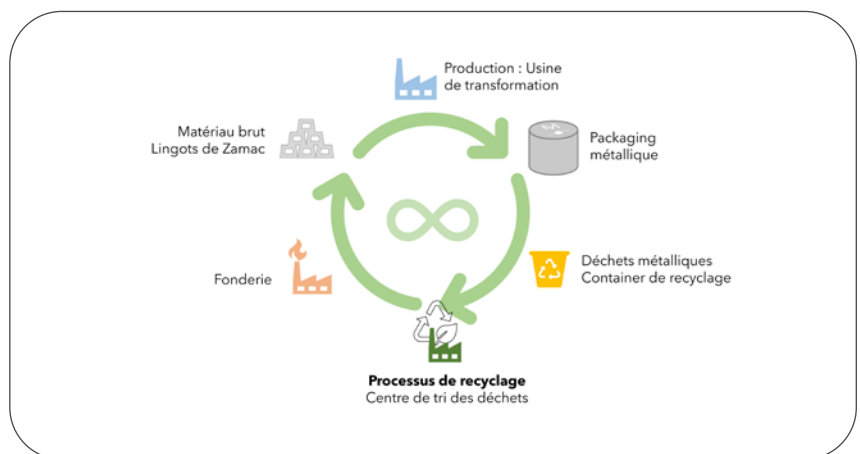 Production : Usine
de transformation
Matériau brut
Lingots de Zamac
Packaging
métallique
Déchets métalliques
Container de recyclage
Fonderie
Processus de recyclage
Centre de tri des déchets